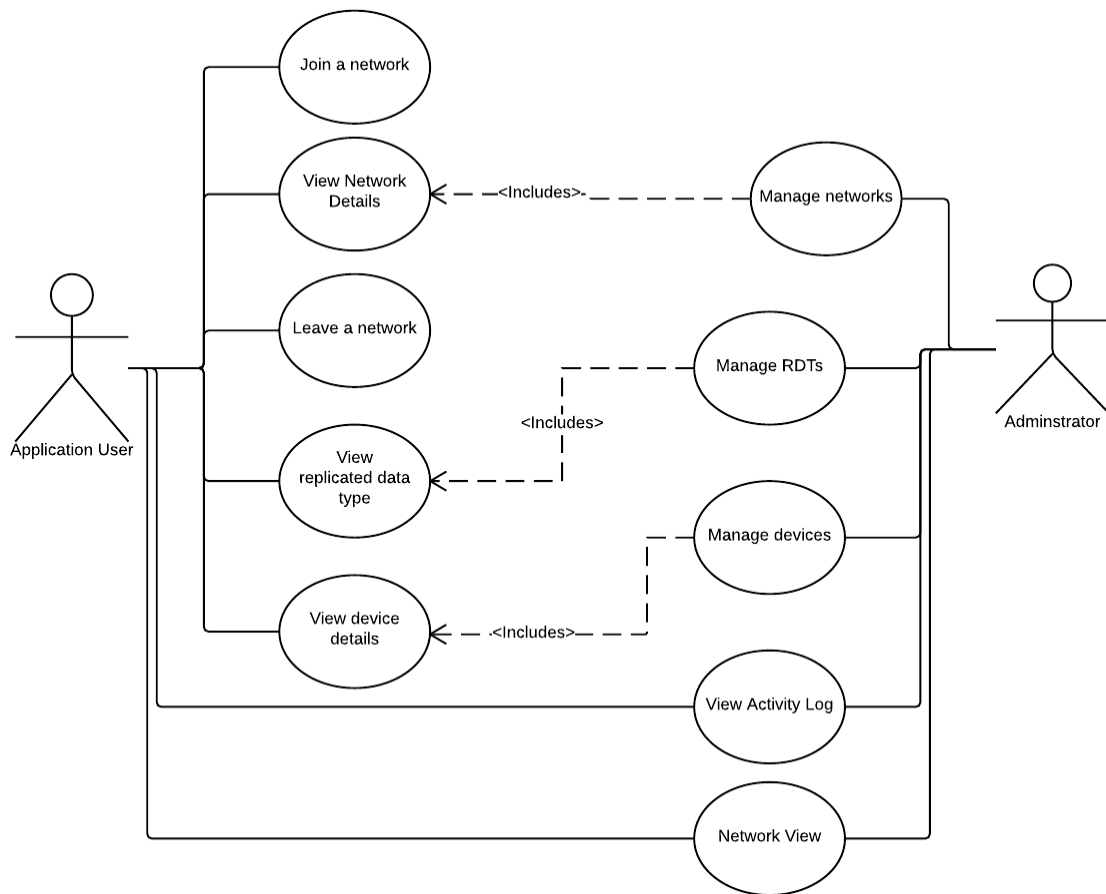 Join a network
View Network
Details
<Includes>
Manage networks
Leave a network
Manage RDTs
<Includes>
Application User
Adminstrator
View
replicated data
type
Manage devices
View device
details
<Includes>
View Activity Log
Network View